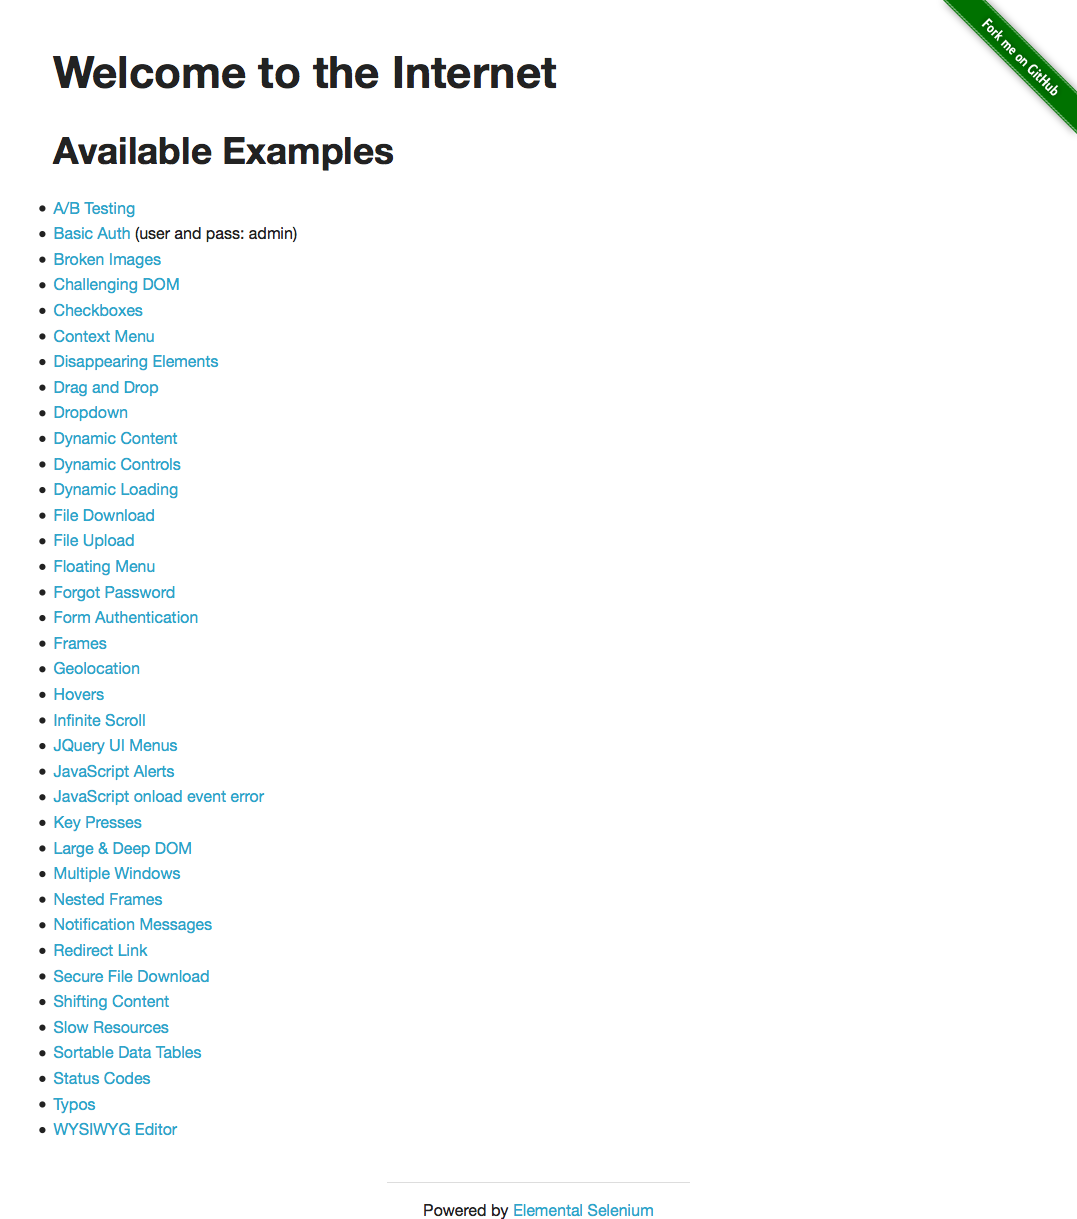 Fork me on GitHub
Welcome to the Internet
Available Examples
A/B Testing
Basic Auth (user and pass: admin)
Broken Images
Challenging DOM
Checkboxes
Context Menu
Disappearing Elements
Drag and Drop
Dropdown
Dynamic Content
Dynamic Controls
Dynamic Loading
File Download
File Upload
Floating Menu
Forgot Password
Form Authentication
Frames
Geolocation
Hovers
Infinite Scroll
JQuery UI Menus
JavaScript Alerts
JavaScript onload event error
Key Presses
Large & Deep DOM
Multiple Windows
Nested Frames
Notification Messages
Redirect Link
Secure File Download
Shifting Content
Slow Resources
Sortable Data Tables
Status Codes
Typos
WYSIWYG Editor
Powered by Elemental Selenium